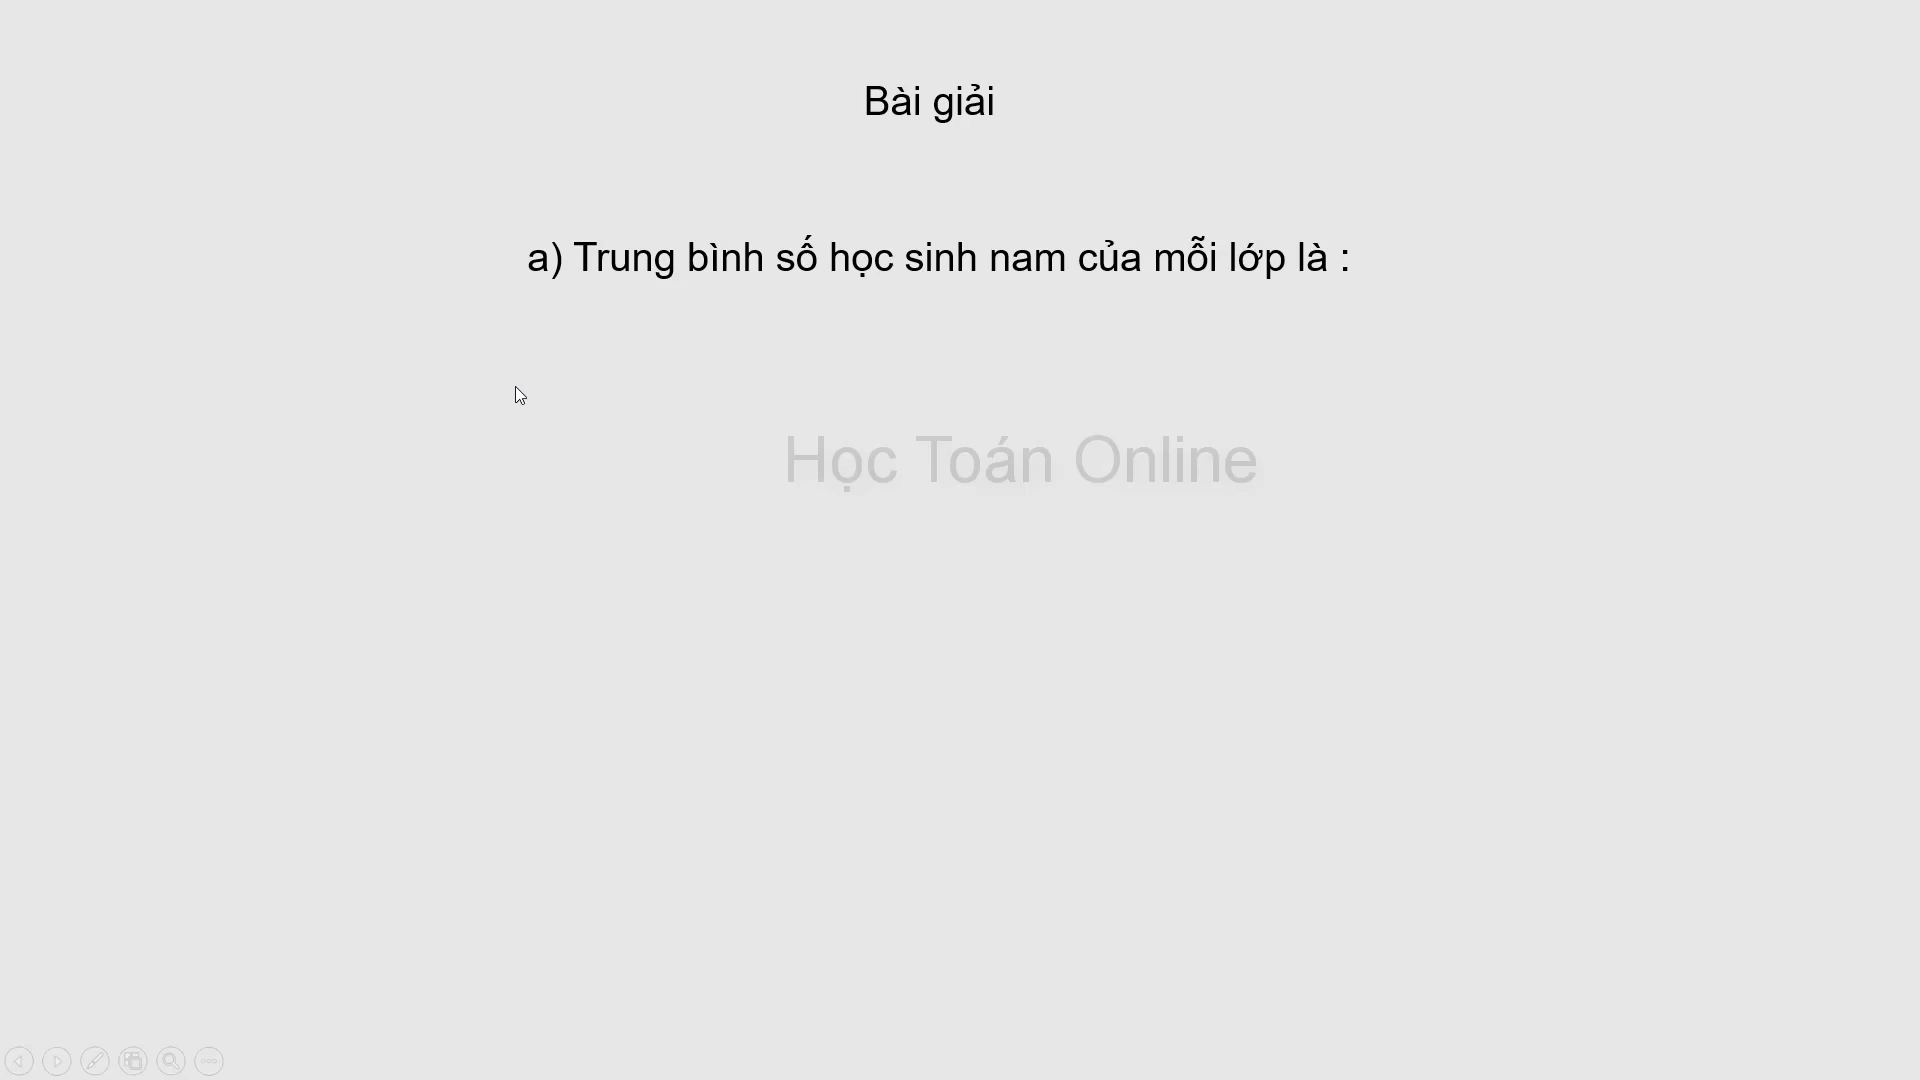 Bài giải
a) Trung bình số học sinh nam của mỗi lớp là :
Học Toán Online